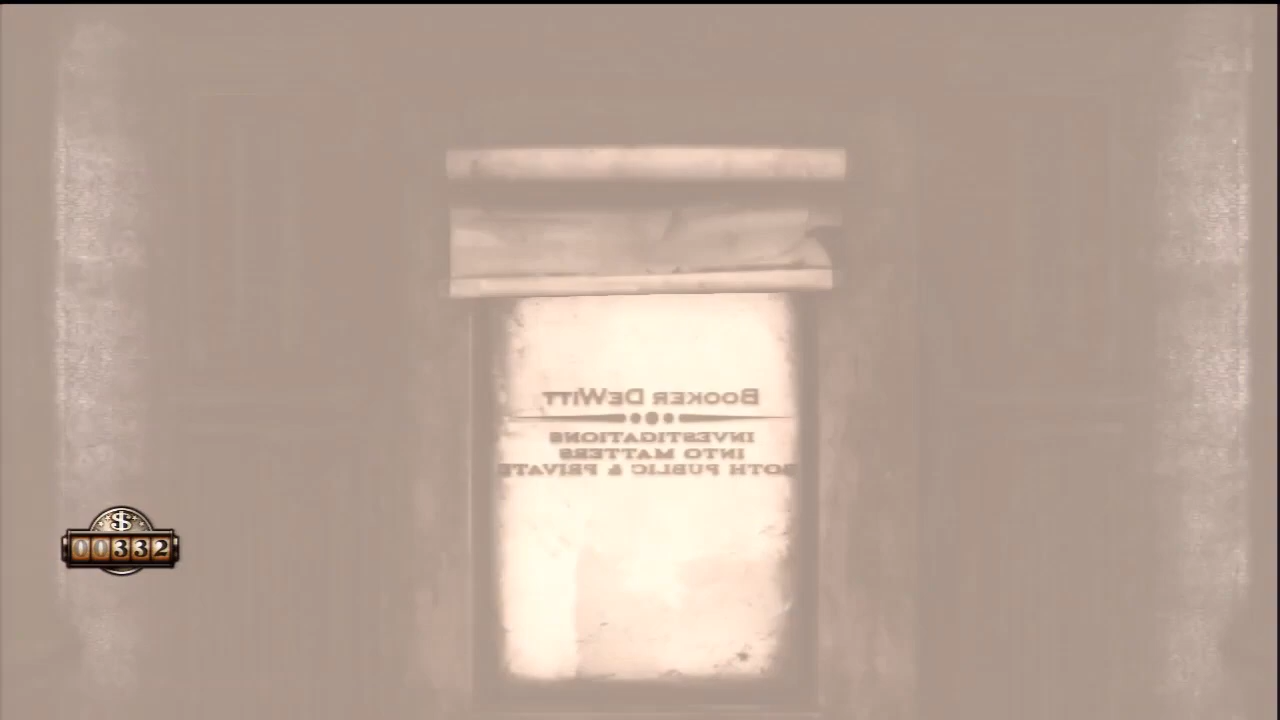 $
00332
BOOKER DEWITT
INVESTIGATIONS
INTO MATTERS
BOTH PUBLIC & PRIVATE